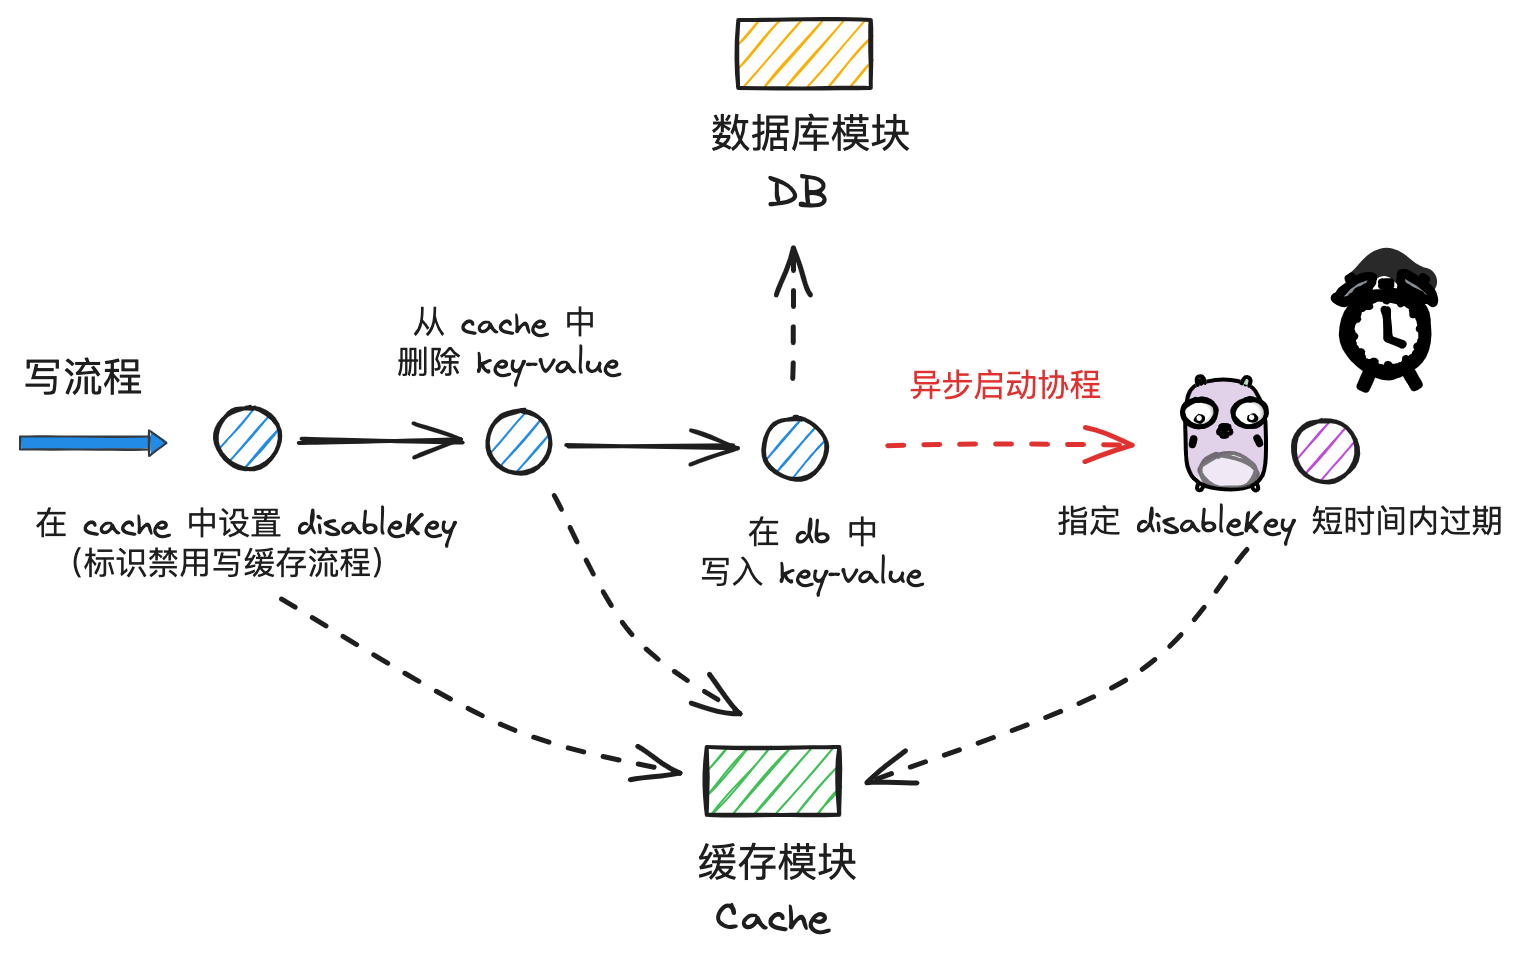 数据库模块
DB
写流程
从 cache 中
删除 key-value
异步启动协程
在 cache 中设置 disableKey
(标识禁用写缓存流程)
在 db 中
写入 key-value
指定 disableKey 短时间内过期
缓存模块
Cache